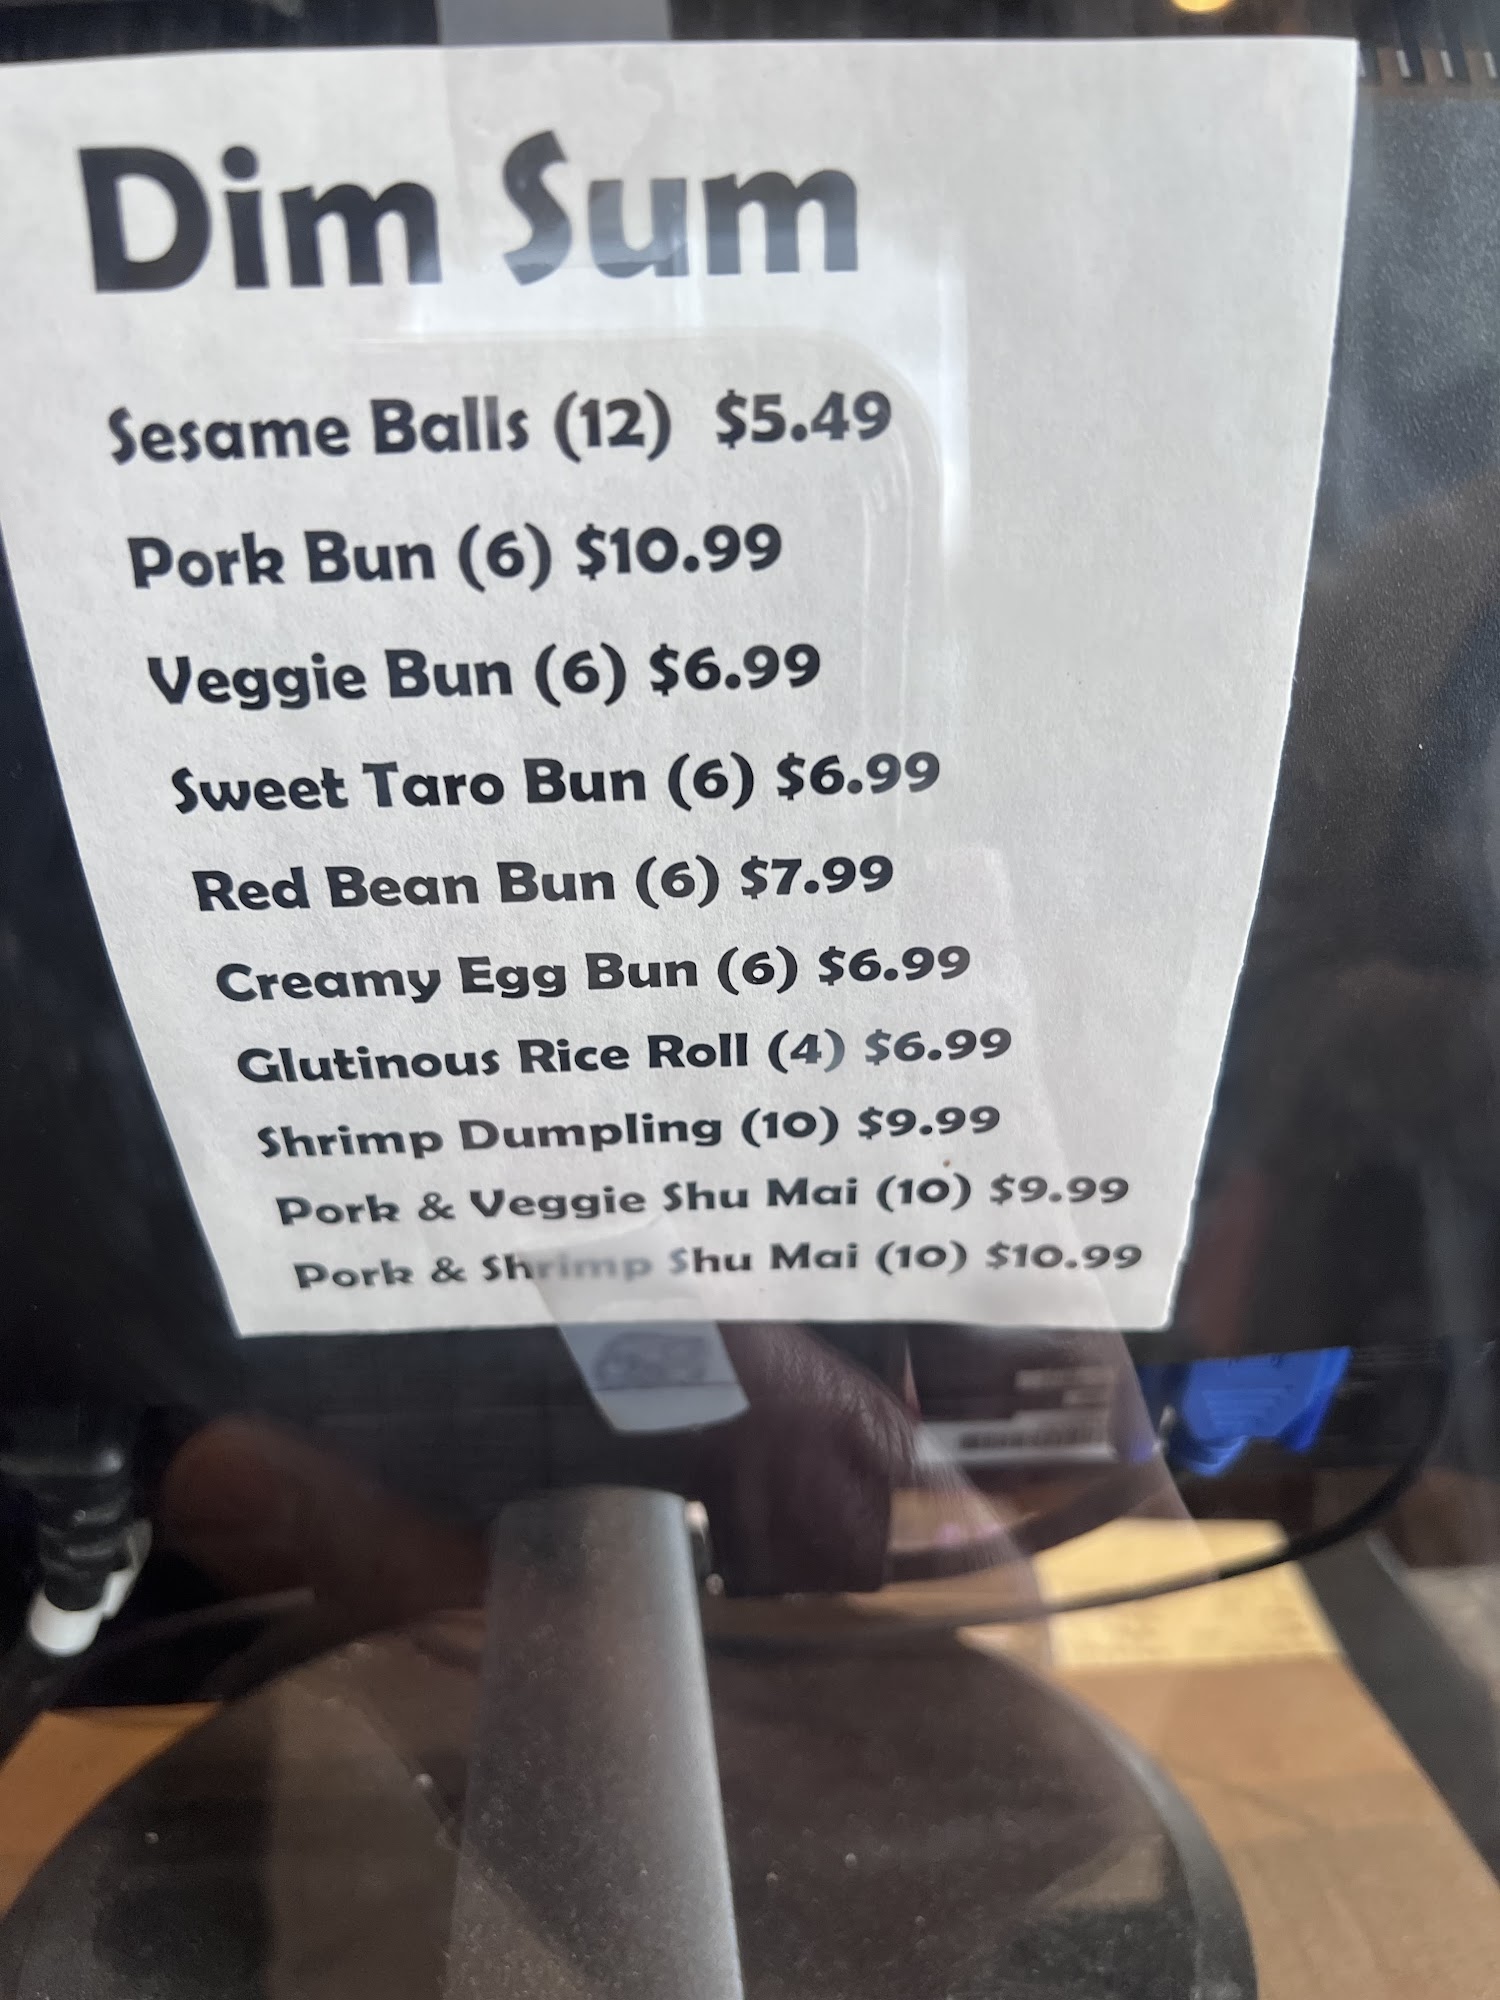 Dim Sum
Sesame Balls (12) $5.49
Pork Bun (6) $10.99
Veggie Bun (6) $6.99
Sweet Taro Bun (6) $6.99
Red Bean Bun (6) $7.99
Creamy Egg Bun (6) $6.99
Glutinous Rice Roll (4) $6.99
Shrimp Dumpling (10) $9.99
Pork & Veggie Shu Mai (10) $9.99
Pork & Shrimp Shu Mai (10) $10.99